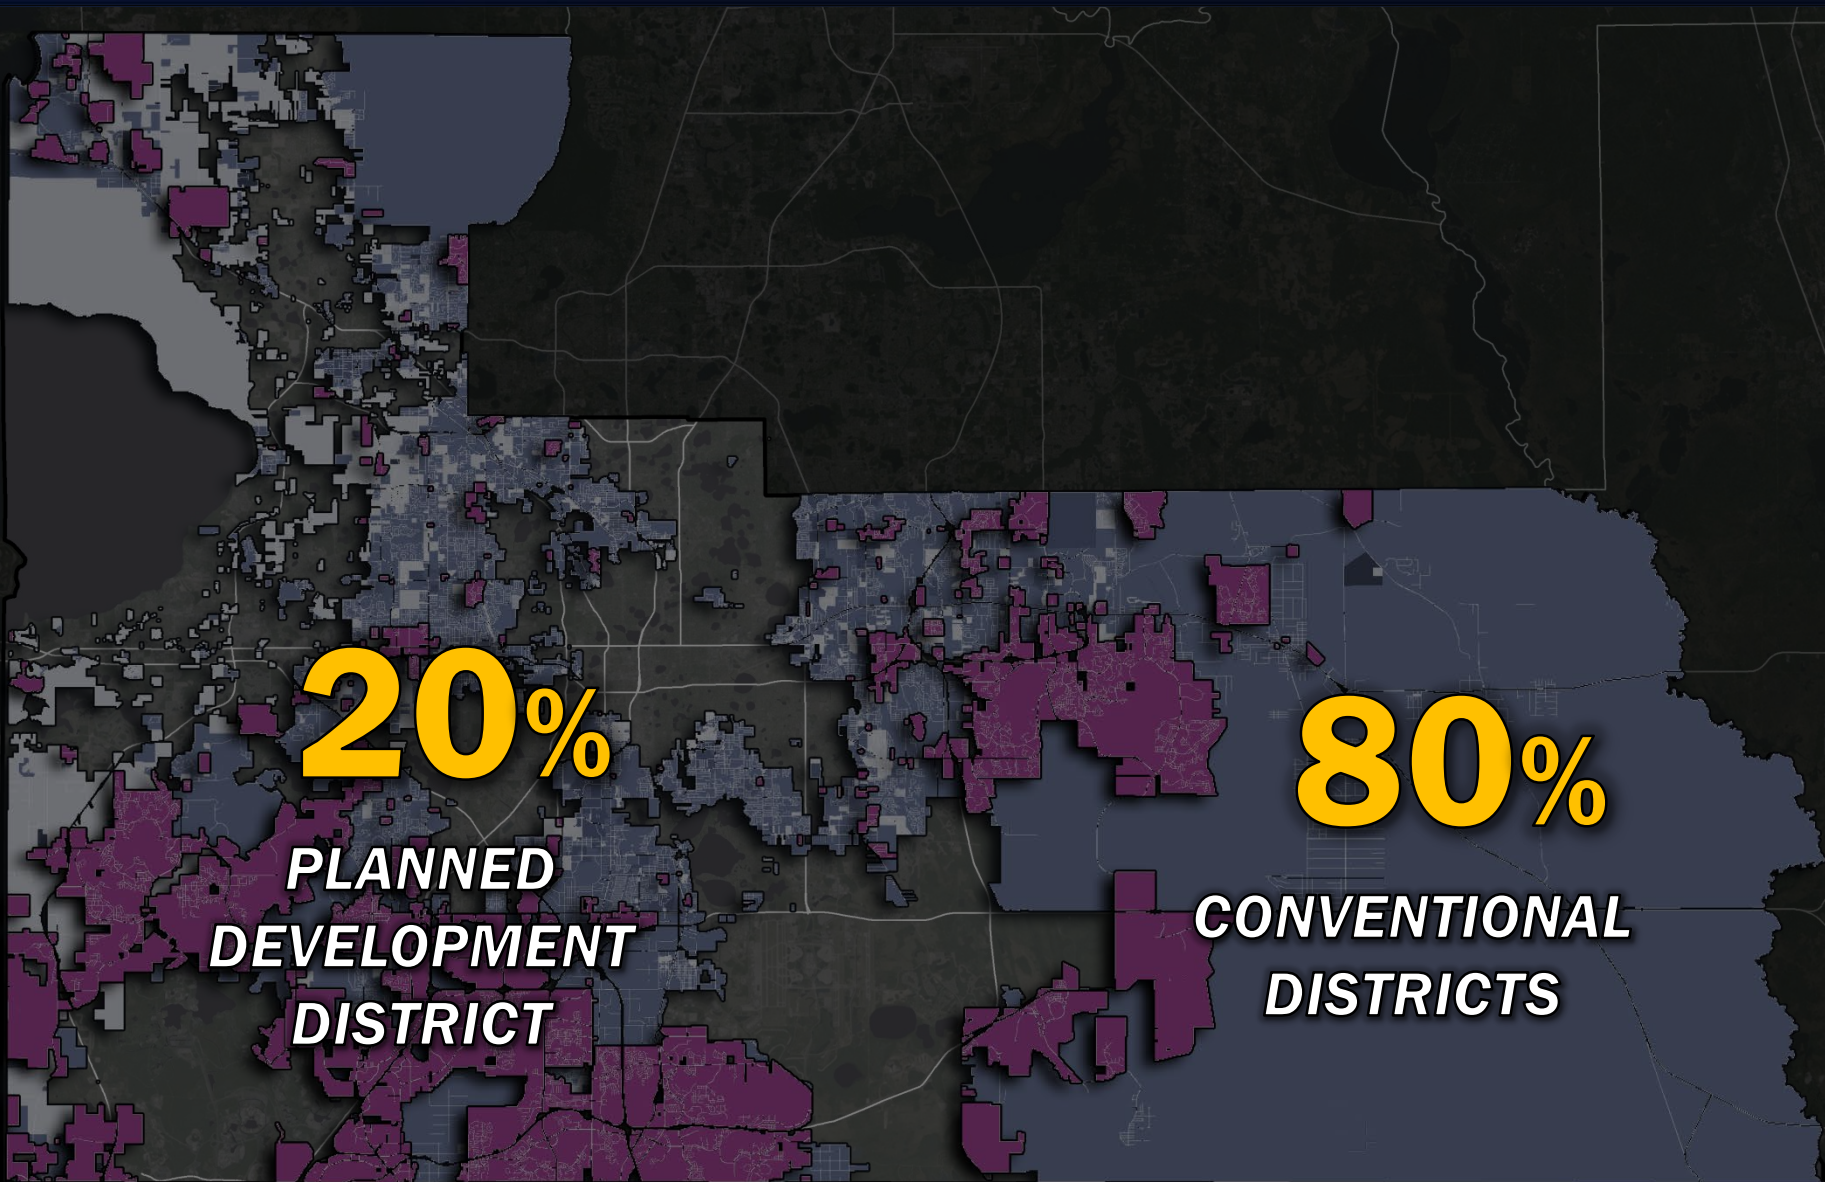 20%
PLANNED
DEVELOPMENT
DISTRICT
80%
CONVENTIONAL
DISTRICTS